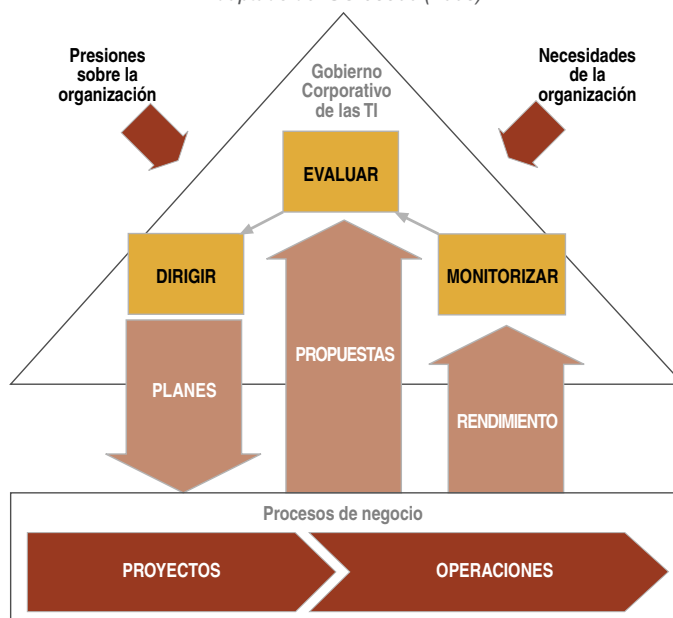 Presiones
sobre la
organización
Necesidades
de la
organización
Gobierno
Corporativo
de las TI
EVALUAR
DIRIGIR
MONITORIZAR
PLANES
PROPUESTAS
RENDIMIENTO
Procesos de negocio
PROYECTOS
OPERACIONES